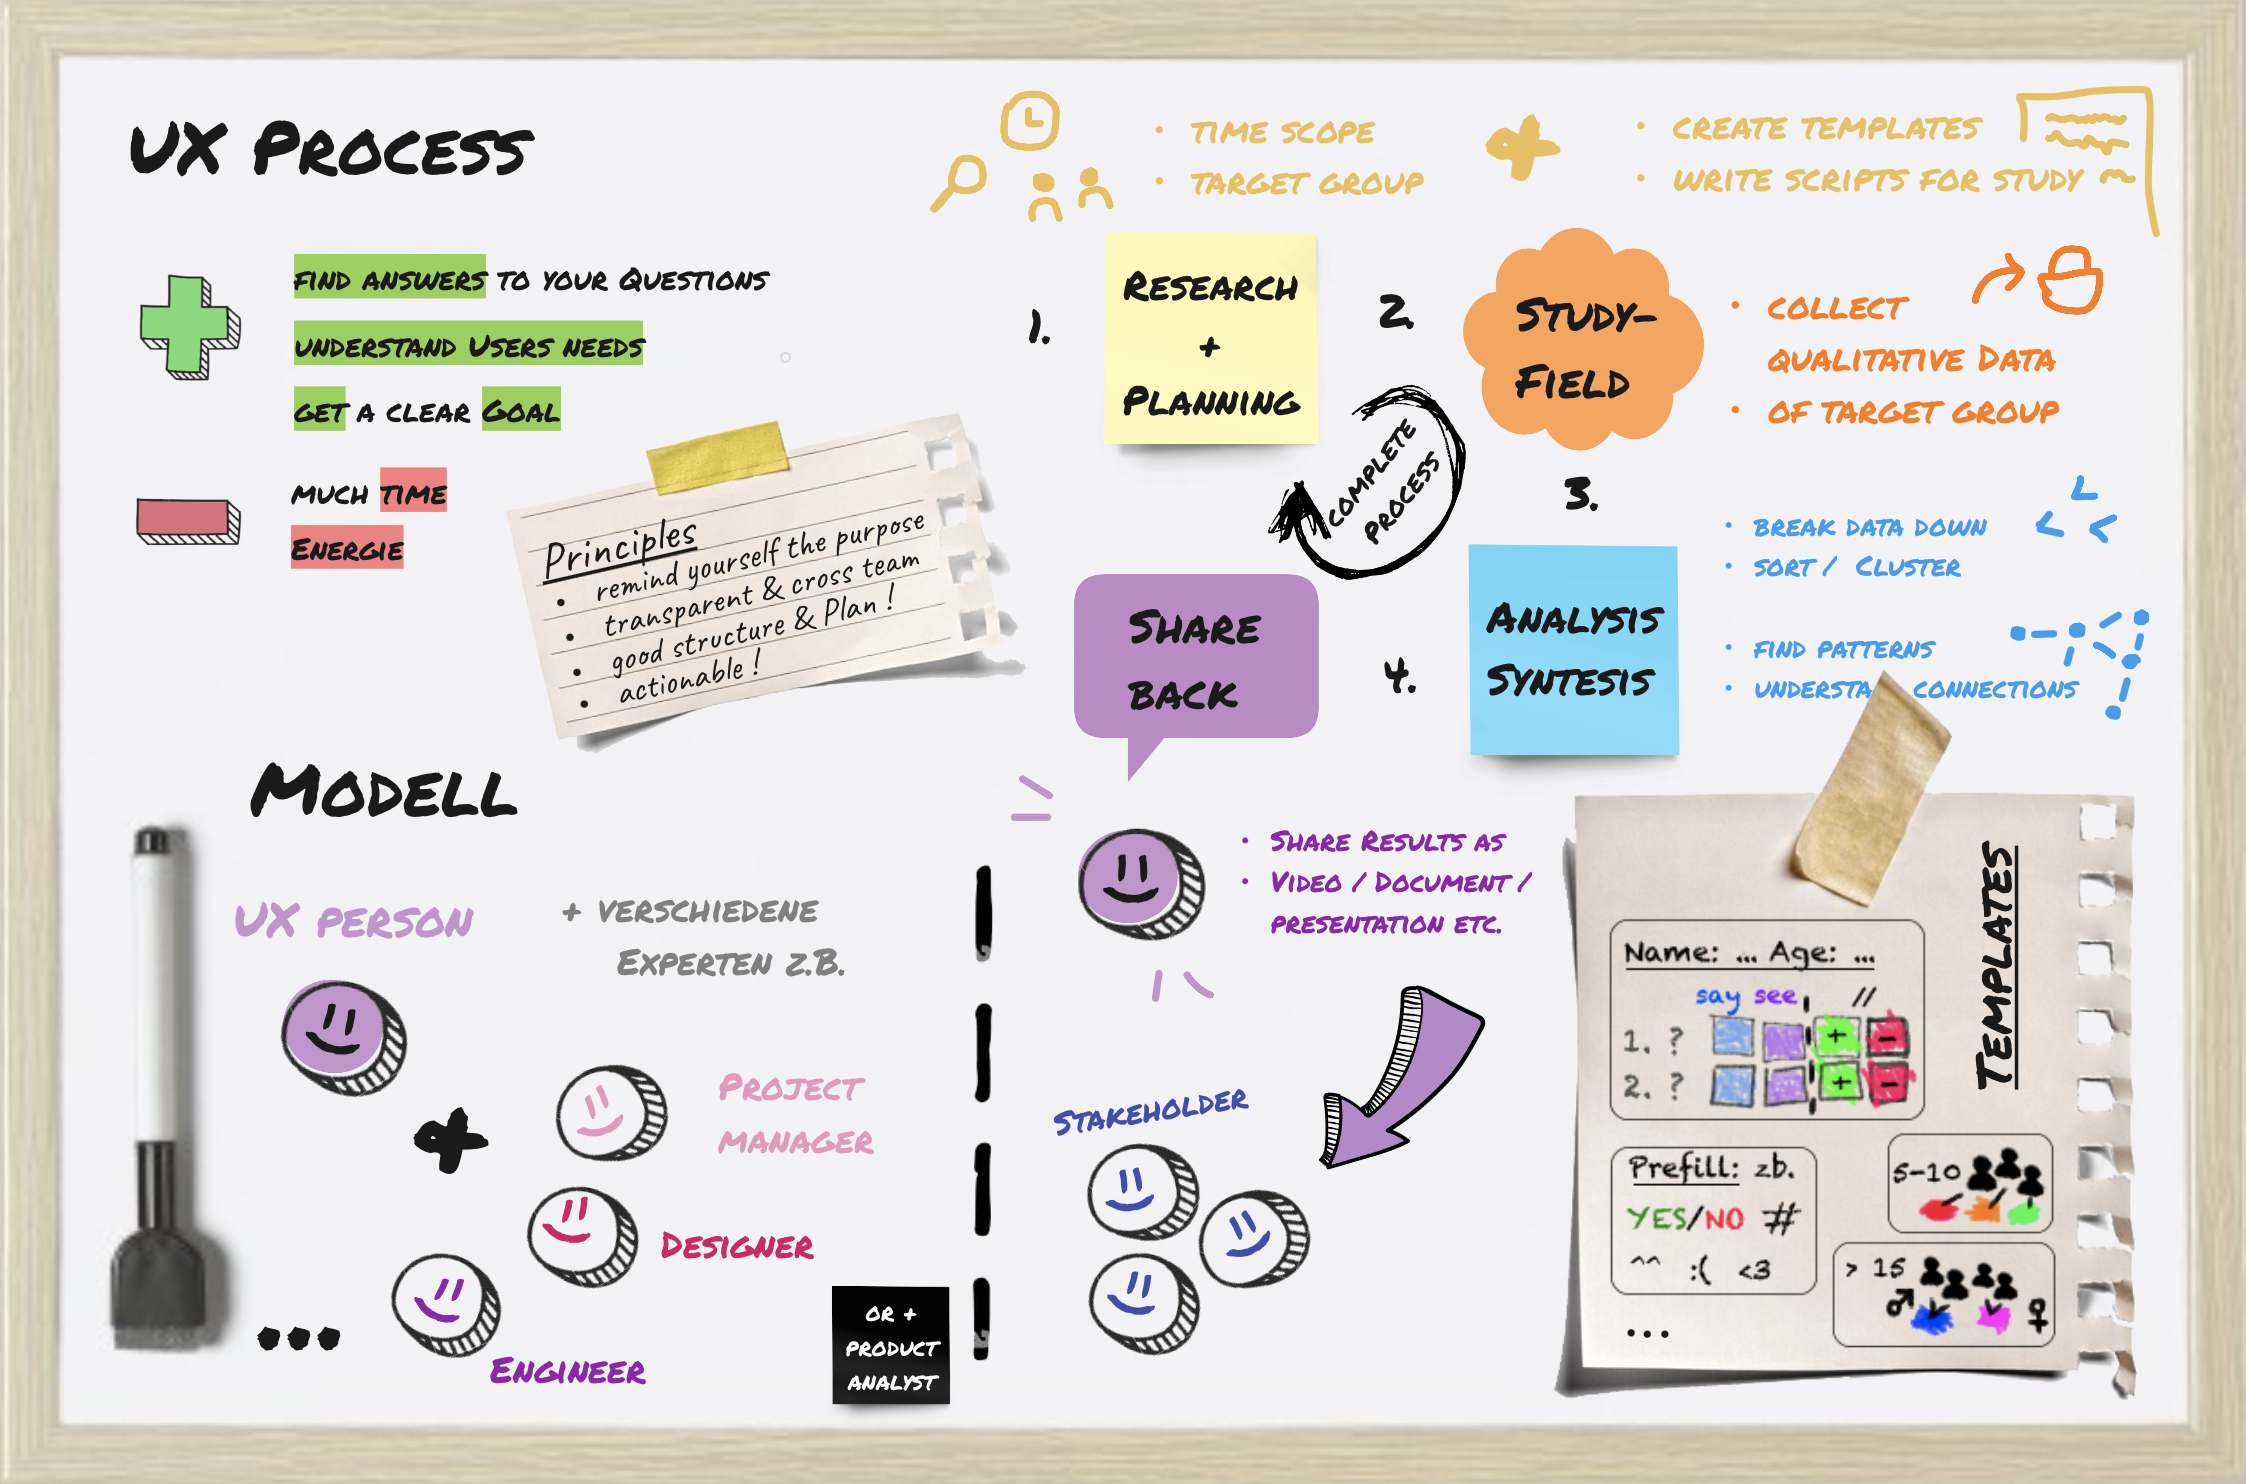 UX PROCESS
FIND ANSWERS TO YOUR QUESTIONS
UNDERSTAND USERS NEEDS
GET A CLEAR GOAL
MUCH TIME
ENERGIE
Principles
• remind yourself the purpose
• transparent & cross team
• good structure & Plan !
• actionable !
• TIME SCOPE
• TARGET GROUP
• CREATE TEMPLATES
• WRITE SCRIPTS FOR STUDY
1.
RESEARCH
+
PLANNING
2.
STUDY-
FIELD
• COLLECT
QUALITATIVE DATA
• OF TARGET GROUP
COMPLETE
PROCESS
3.
ANALYSIS
SYNTESIS
• BREAK DATA DOWN
• SORT / CLUSTER
• FIND PATTERNS
• UNDERSTA CONNECTIONS
4.
SHARE
BACK
• SHARE RESULTS AS
• VIDEO / DOCUMENT /
PRESENTATION ETC.
STAKEHOLDER
MODELL
UX PERSON
+ VERSCHIEDENE
EXPERTEN Z.B.
PROJECT
MANAGER
DESIGNER
ENGINEER
...
OR +
PRODUCT
ANALYST
TEMPLATES
Name: ... Age: ...
say see //
1. ? + -
2. ? + -
Prefill: zb.
YES/NO #
^^ :( <3
5-10
> 15
♂ ♀
...